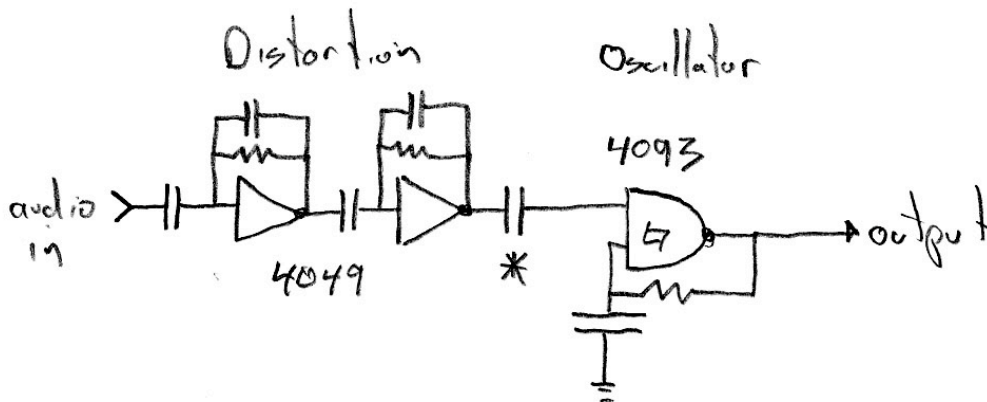 Distortion
Oscillator
4093
audio
in
output
4049
*